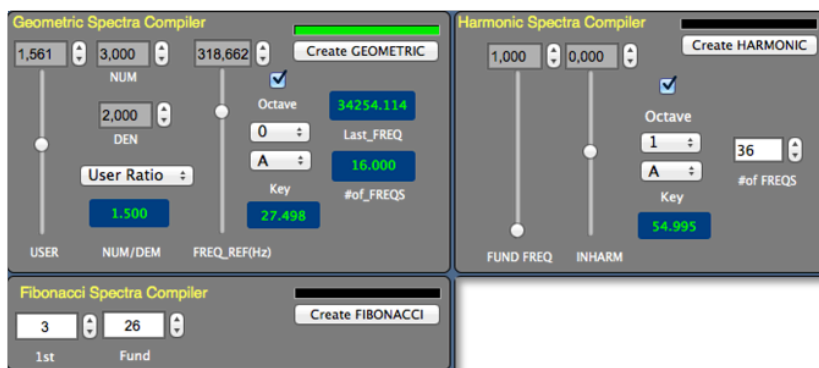 Geometric Spectra Compiler
1,561
3,000
318,662
Create GEOMETRIC
NUM
2,000
DEN
Octave
0
34254.114
Last_FREQ
User Ratio
A
16.000
Key
#of_FREQS
1.500
27.498
USER
NUM/DEM
FREQ_REF(Hz)
Harmonic Spectra Compiler
1,000
0,000
Create HARMONIC
Octave
1
36
A
#of FREQS
Key
54.995
FUND FREQ
INHARM
Fibonacci Spectra Compiler
Create FIBONACCI
3
26
1st
Fund